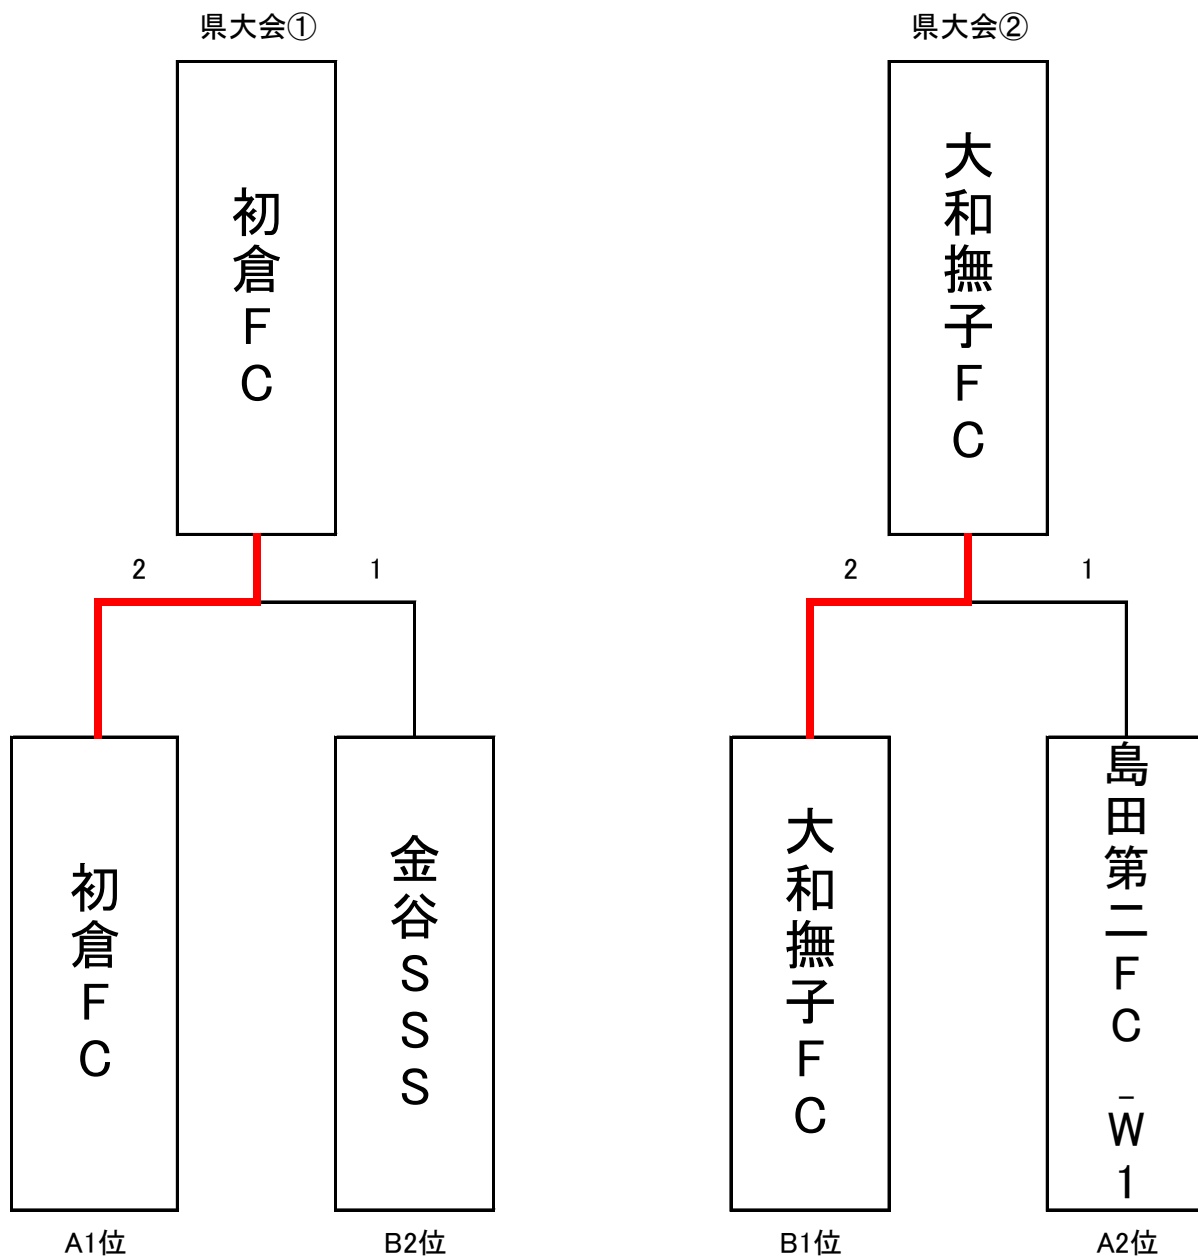 県大会①
県大会②
初倉FC
大和撫子FC
2
1
2
1
初倉FC
金谷SSS
大和撫子FC
島田第二FC_W1
A1位
B2位
B1位
A2位